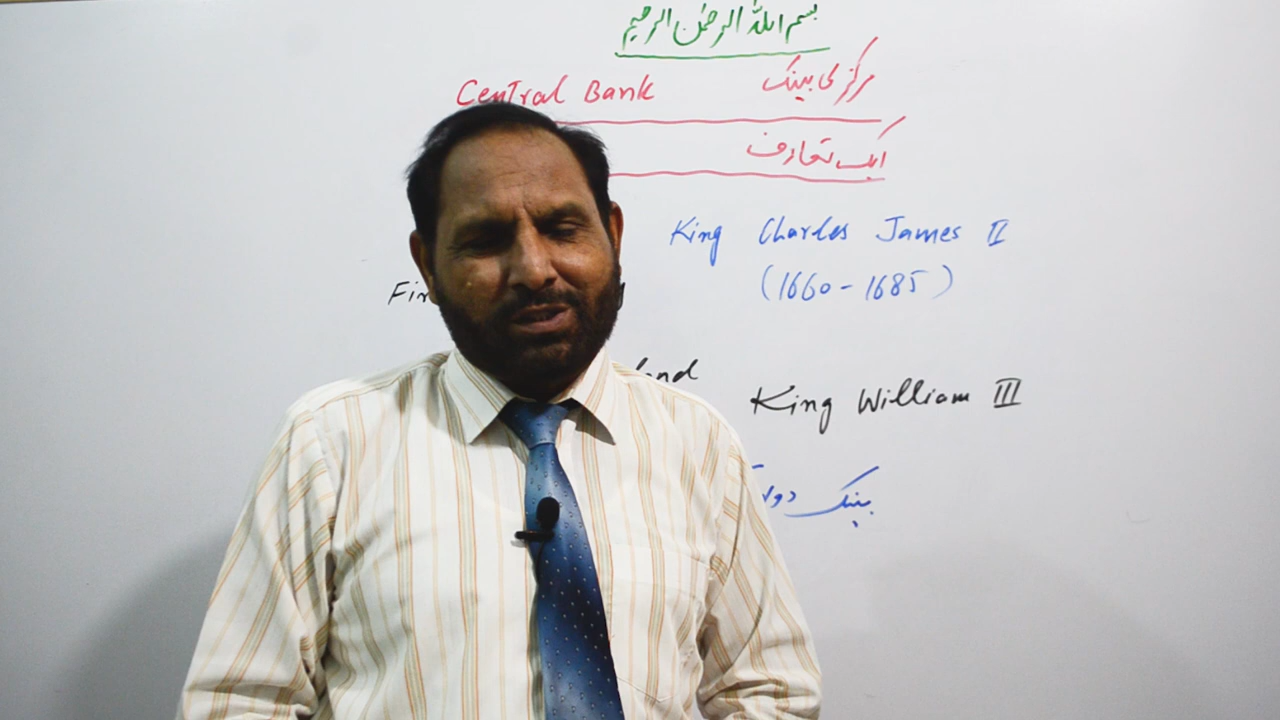 بسم اللہ الرحمٰن الرحیم
Central Bank مرکزی بینک
ایک تعارف
King Charles James II
(1660-1685)
King William III
بینک